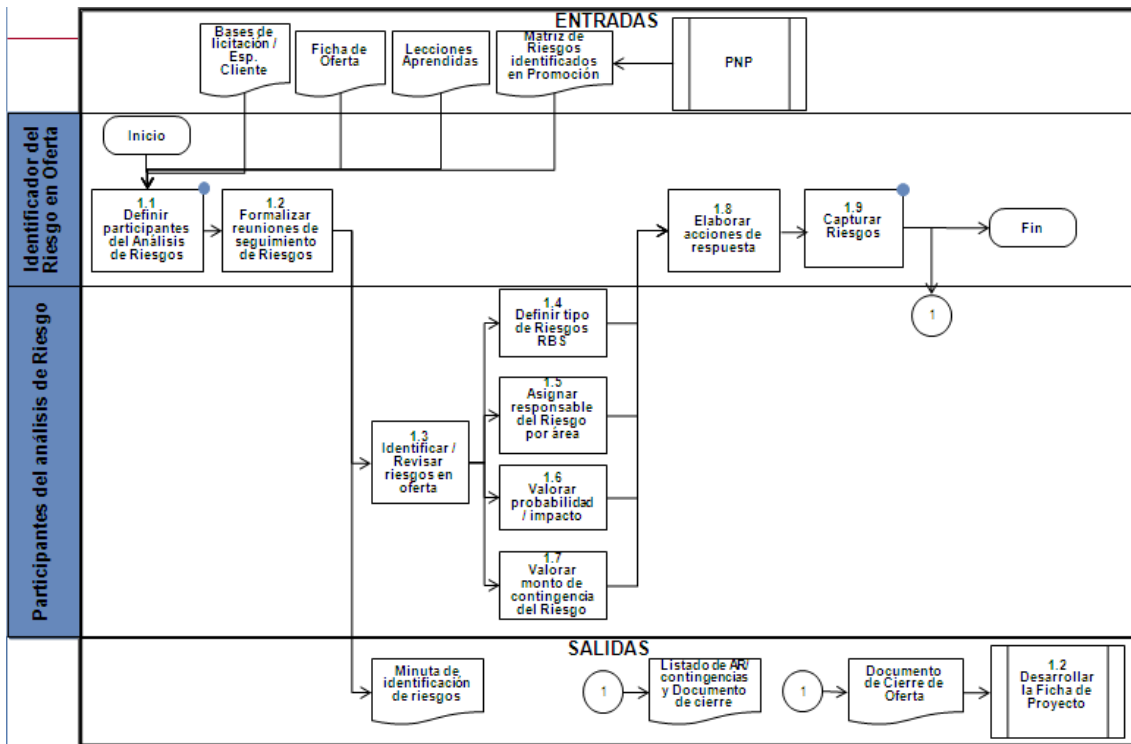 ENTRADAS
Bases de
licitación /
Esp.
Cliente
Ficha de
Oferta
Lecciones
Aprendidas
Matriz de
Riesgos
identificados
en Promoción
PNP
Identificador del
Riesgo en Oferta
Inicio
1.1
Definir
participantes
del Análisis
de Riesgos
1.2
Formalizar
reuniones de
seguimiento
de Riesgos
1.8
Elaborar
acciones de
respuesta
1.9
Capturar
Riesgos
Fin
1
Participantes del análisis de Riesgo
1.3
Identificar /
Revisar
riesgos en
oferta
1.4
Definir tipo
de Riesgos
RBS
1.5
Asignar
responsable
del Riesgo
por área
1.6
Valorar
probabilidad
/ impacto
1.7
Valorar
monto de
contingencia
del Riesgo
SALIDAS
Minuta de
identificación
de riesgos
1
Listado de AR/
contingencias
y Documento
de cierre
1
Documento
de Cierre de
Oferta
1.2
Desarrollar
la Ficha de
Proyecto